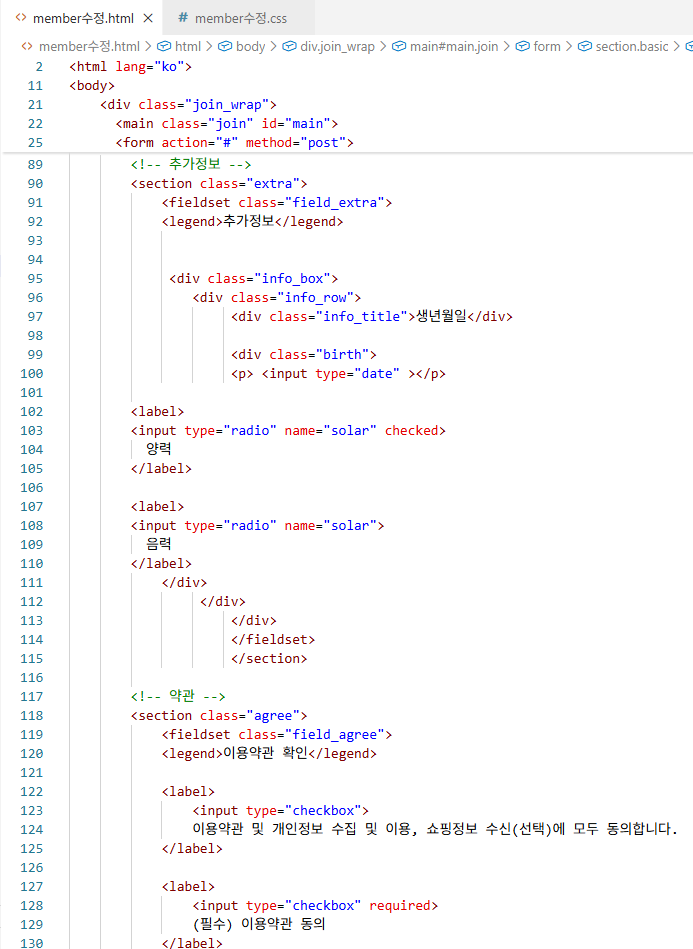 <> member수정.html ×
# member수정.css
<> member수정.html > html > body > div.join_wrap > main#main.join > form > section.basic >
2 <html lang="ko">
11 <body>
21 <div class="join_wrap">
22 <main class="join" id="main">
25 <form action="#" method="post">
89 <!-- 추가정보 -->
90 <section class="extra">
91 <fieldset class="field_extra">
92 <legend>추가정보</legend>
93
94
95 <div class="info_box">
96 <div class="info_row">
97 <div class="info_title">생년월일</div>
98
99 <div class="birth">
100 <p> <input type="date" ></p>
101
102 <label>
103 <input type="radio" name="solar" checked>
104 양력
105 </label>
106
107 <label>
108 <input type="radio" name="solar">
109 음력
110 </label>
111 </div>
112 </div>
113 </div>
114 </fieldset>
115 </section>
116
117 <!-- 약관 -->
118 <section class="agree">
119 <fieldset class="field_agree">
120 <legend>이용약관 확인</legend>
121
122 <label>
123 <input type="checkbox">
124 이용약관 및 개인정보 수집 및 이용, 쇼핑정보 수신(선택)에 모두 동의합니다.
125 </label>
126
127 <label>
128 <input type="checkbox" required>
129 (필수) 이용약관 동의
130 </label>